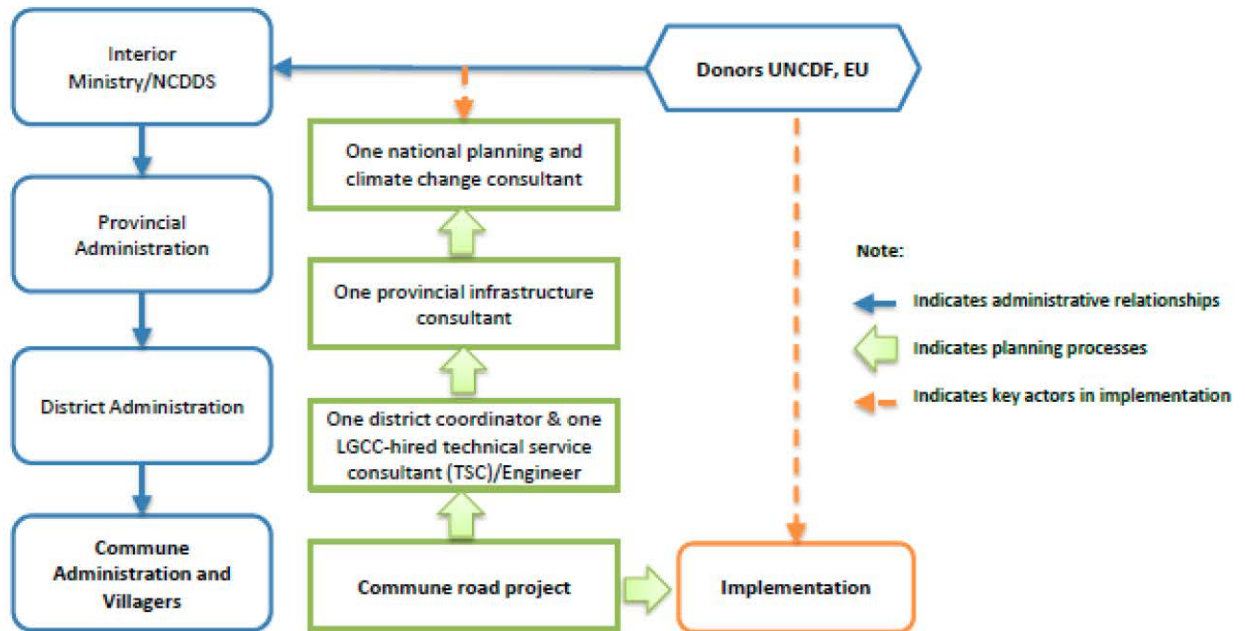 Interior
Ministry/NCDDS
Donors UNCDF, EU
One national planning and
climate change consultant
Provincial
Administration
One provincial infrastructure
consultant
District Administration
One district coordinator & one
LGCC-hired technical service
consultant (TSC)/Engineer
Commune
Administration and
Villagers
Commune road project
Implementation
Note:
Indicates administrative relationships
Indicates planning processes
Indicates key actors in implementation